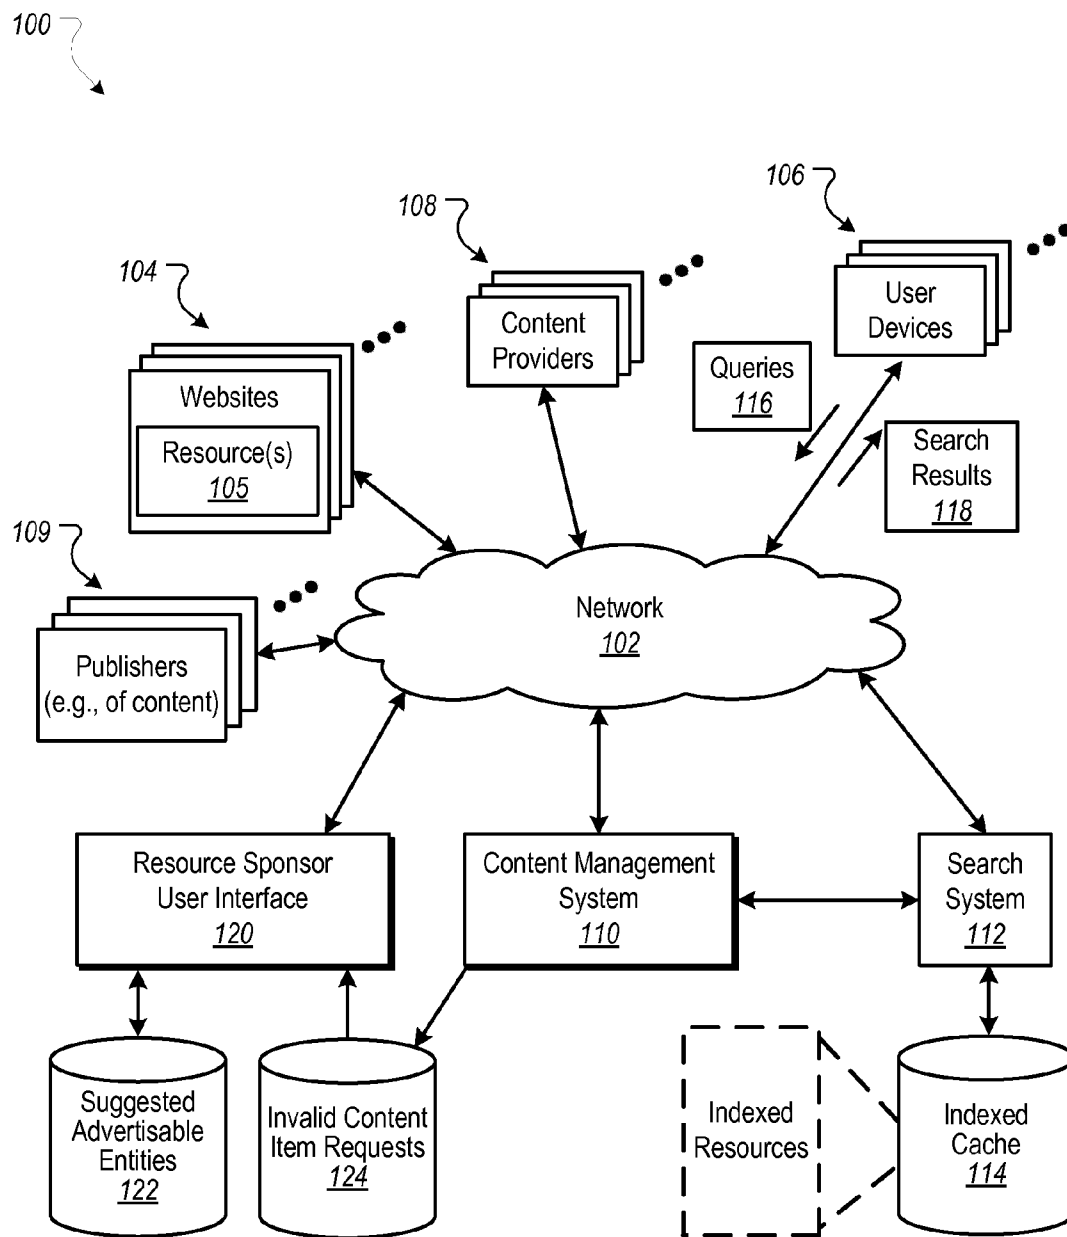 100
106
108
104
User
Devices
Content
Providers
Queries
116
Websites
Resource(s)
105
Search
Results
118
109
Network
102
Publishers
(e.g., of content)
Resource Sponsor
User Interface
120
Content Management
System
110
Search
System
112
Suggested
Advertisable
Entities
122
Invalid Content
Item Requests
124
Indexed
Resources
Indexed
Cache
114